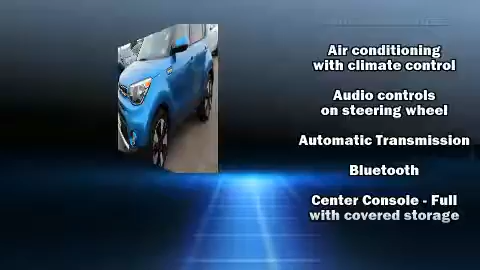 Air conditioning
with climate control
Audio controls
on steering wheel
Automatic Transmission
Bluetooth
Center Console - Full
with covered storage